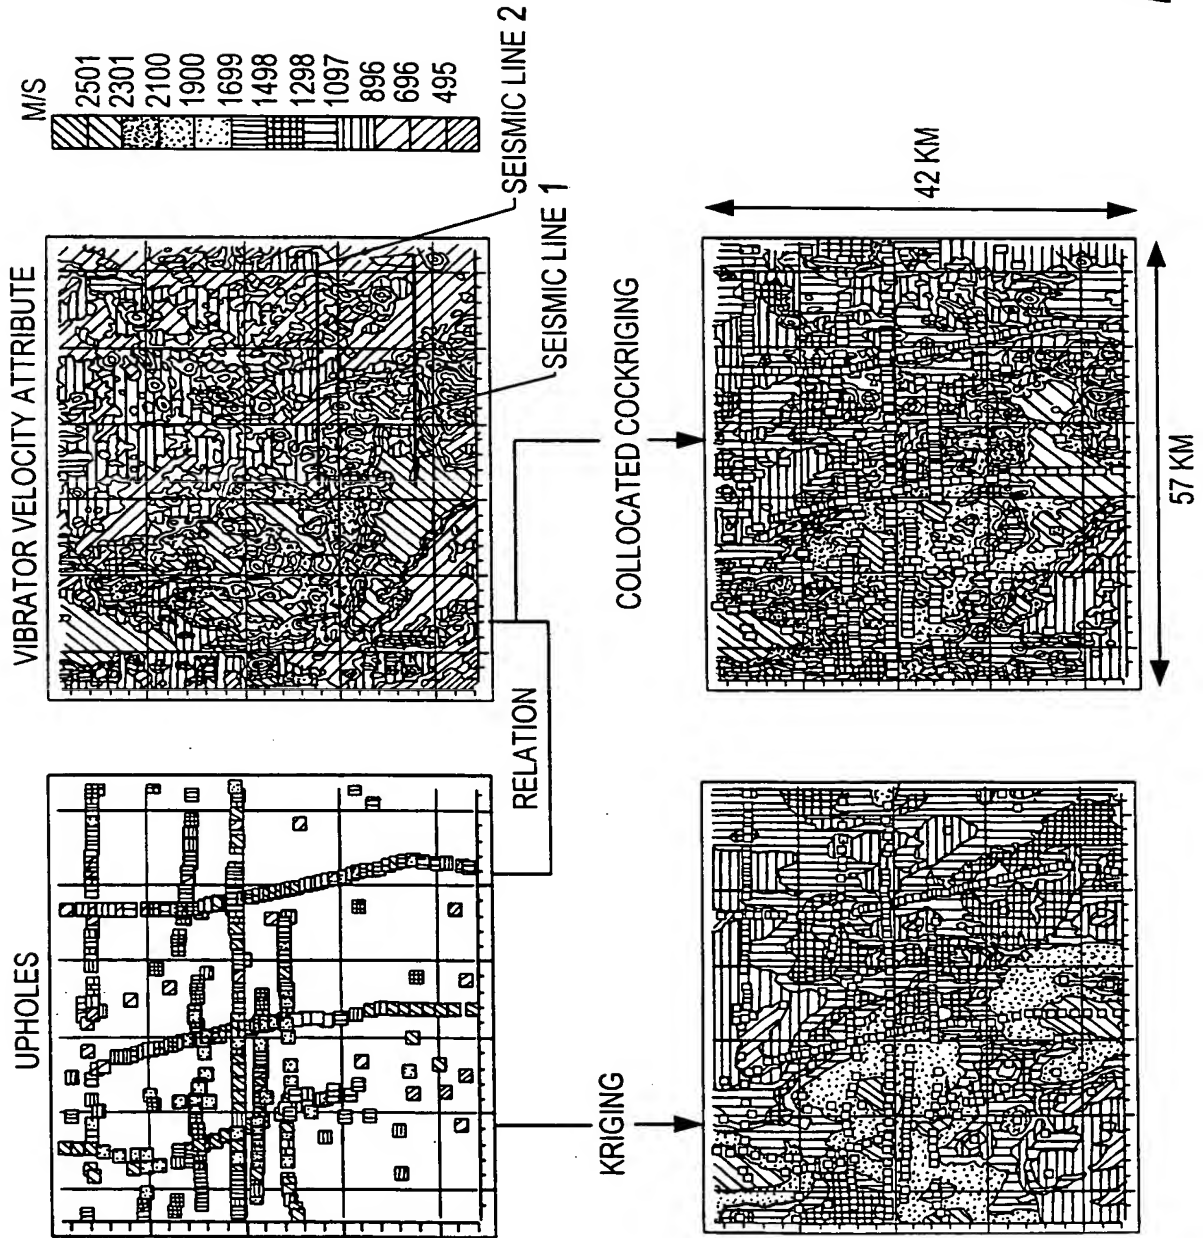 UPHOLES
VIBRATOR VELOCITY ATTRIBUTE
M/S
2501
2301
2100
1900
1699
1498
1298
1097
896
696
495
SEISMIC LINE 2
SEISMIC LINE 1
RELATION
KRIGING
COLLOCATED COCKRIGING
42 KM
57 KM